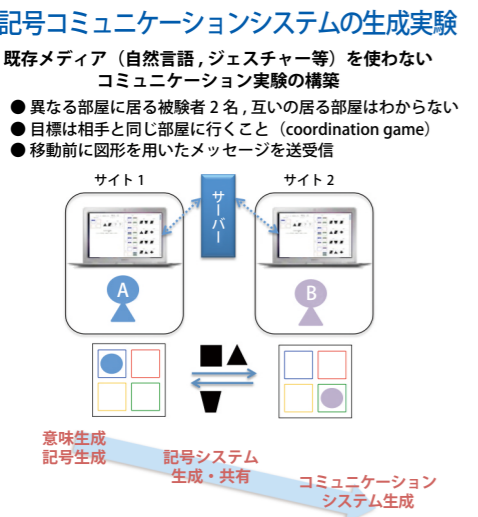 記号コミュニケーションシステムの生成実験
既存メディア（自然言語 , ジェスチャー等）を使わない
コミュニケーション実験の構築
● 異なる部屋に居る被験者 2 名 , 互いの居る部屋はわからない
● 目標は相手と同じ部屋に行くこと（coordination game）
● 移動前に図形を用いたメッセージを送受信
サイト 1
サーバー
サイト 2
A
B
意味生成
記号生成
記号システム
生成・共有
コミュニケーション
システム生成